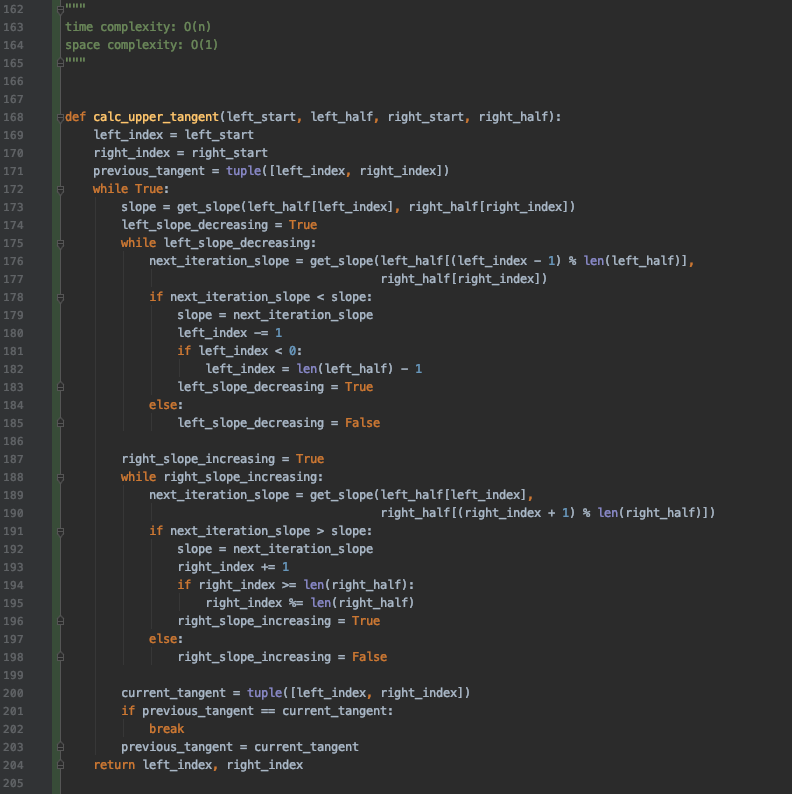 162 """
163 time complexity: O(n)
164 space complexity: O(1)
165 """
166
167
168 def calc_upper_tangent(left_start, left_half, right_start, right_half):
169     left_index = left_start
170     right_index = right_start
171     previous_tangent = tuple([left_index, right_index])
172     while True:
173         slope = get_slope(left_half[left_index], right_half[right_index])
174         left_slope_decreasing = True
175         while left_slope_decreasing:
176             next_iteration_slope = get_slope(left_half[(left_index - 1) % len(left_half)],
177                                              right_half[right_index])
178             if next_iteration_slope < slope:
179                 slope = next_iteration_slope
180                 left_index -= 1
181                 if left_index < 0:
182                     left_index = len(left_half) - 1
183                 left_slope_decreasing = True
184             else:
185                 left_slope_decreasing = False
186
187         right_slope_increasing = True
188         while right_slope_increasing:
189             next_iteration_slope = get_slope(left_half[left_index],
190                                              right_half[(right_index + 1) % len(right_half)])
191             if next_iteration_slope > slope:
192                 slope = next_iteration_slope
193                 right_index += 1
194                 if right_index >= len(right_half):
195                     right_index %= len(right_half)
196                 right_slope_increasing = True
197             else:
198                 right_slope_increasing = False
199
200         current_tangent = tuple([left_index, right_index])
201         if previous_tangent == current_tangent:
202             break
203         previous_tangent = current_tangent
204     return left_index, right_index
205